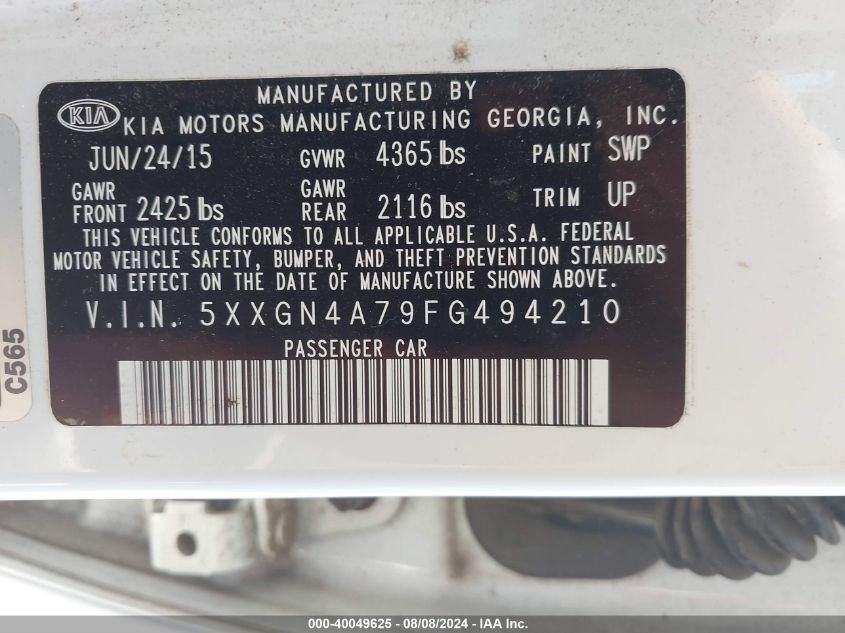 MANUFACTURED BY
KIA KIA MOTORS MANUFACTURING GEORGIA, INC.
JUN/24/15 GVWR 4365 lbs PAINT SWP
GAWR FRONT 2425 lbs GAWR REAR 2116 lbs TRIM UP
THIS VEHICLE CONFORMS TO ALL APPLICABLE U.S.A. FEDERAL
MOTOR VEHICLE SAFETY, BUMPER, AND THEFT PREVENTION STANDARDS
IN EFFECT ON THE DATE OF MANUFACTURE SHOWN ABOVE.
V.I.N. 5XXGN4A79FG494210
PASSENGER CAR
C565
000-40049625 - 08/08/2024 - © IAA Inc.